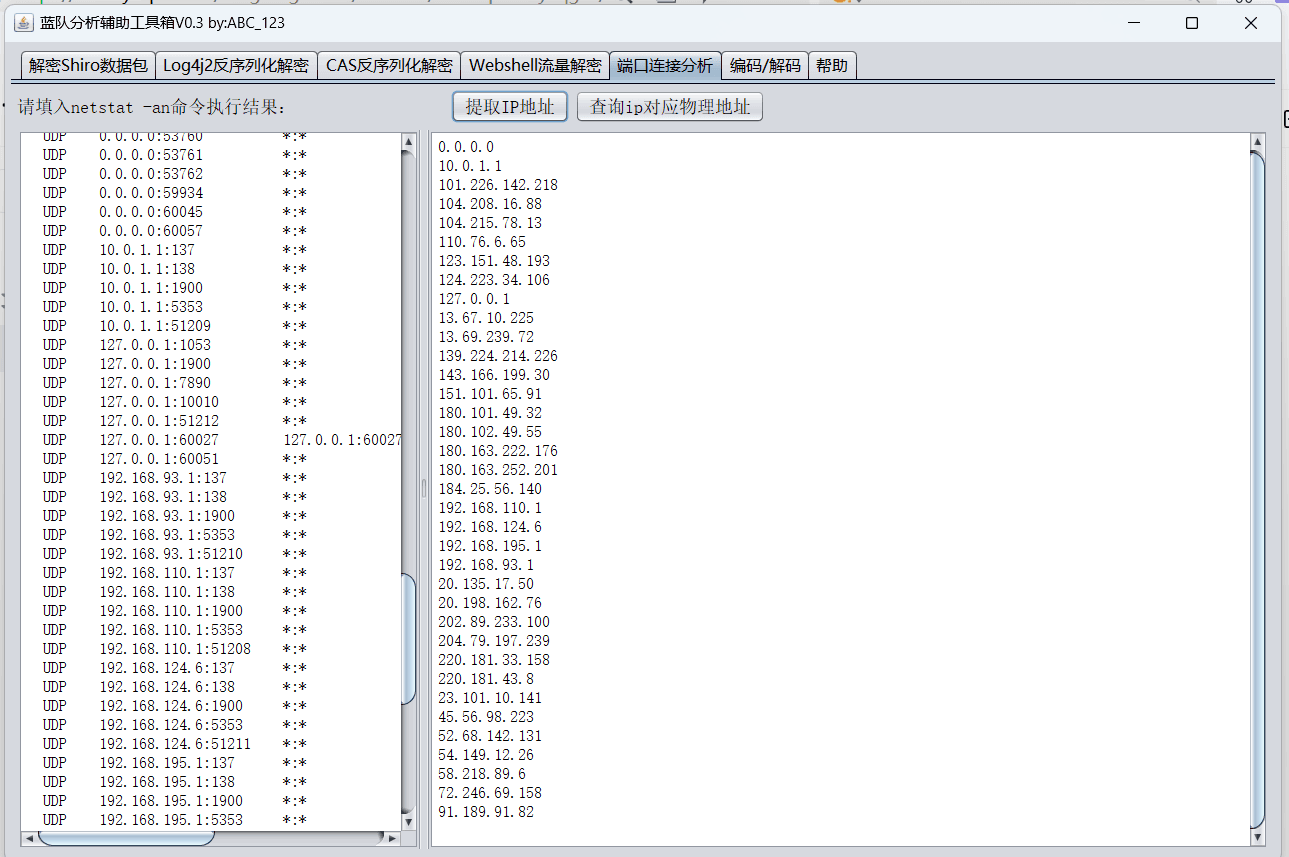 蓝队分析辅助工具箱V0.3 by:ABC_123
解密Shiro数据包 Log4j2反序列化解密 CAS反序列化解密 Webshell流量解密 端口连接分析 编码/解码 帮助
请填入netstat -an命令执行结果: 提取IP地址 查询ip对应物理地址
UDP 0.0.0.0:53760 *:*
UDP 0.0.0.0:53761 *:*
UDP 0.0.0.0:53762 *:*
UDP 0.0.0.0:59934 *:*
UDP 0.0.0.0:60045 *:*
UDP 0.0.0.0:60057 *:*
UDP 10.0.1.1:137 *:*
UDP 10.0.1.1:138 *:*
UDP 10.0.1.1:1900 *:*
UDP 10.0.1.1:5353 *:*
UDP 10.0.1.1:51209 *:*
UDP 127.0.0.1:1053 *:*
UDP 127.0.0.1:1900 *:*
UDP 127.0.0.1:7890 *:*
UDP 127.0.0.1:10010 *:*
UDP 127.0.0.1:51212 *:*
UDP 127.0.0.1:60027 127.0.0.1:60027
UDP 127.0.0.1:60051 *:*
UDP 192.168.93.1:137 *:*
UDP 192.168.93.1:138 *:*
UDP 192.168.93.1:1900 *:*
UDP 192.168.93.1:5353 *:*
UDP 192.168.93.1:51210 *:*
UDP 192.168.110.1:137 *:*
UDP 192.168.110.1:138 *:*
UDP 192.168.110.1:1900 *:*
UDP 192.168.110.1:5353 *:*
UDP 192.168.110.1:51208 *:*
UDP 192.168.124.6:137 *:*
UDP 192.168.124.6:138 *:*
UDP 192.168.124.6:1900 *:*
UDP 192.168.124.6:5353 *:*
UDP 192.168.124.6:51211 *:*
UDP 192.168.195.1:137 *:*
UDP 192.168.195.1:138 *:*
UDP 192.168.195.1:1900 *:*
UDP 192.168.195.1:5353 *:*
0.0.0.0
10.0.1.1
101.226.142.218
104.208.16.88
104.215.78.13
110.76.6.65
123.151.48.193
124.223.34.106
127.0.0.1
13.67.10.225
13.69.239.72
139.224.214.226
143.166.199.30
151.101.65.91
180.101.49.32
180.102.49.55
180.163.222.176
180.163.252.201
184.25.56.140
192.168.110.1
192.168.124.6
192.168.195.1
192.168.93.1
20.135.17.50
20.198.162.76
202.89.233.100
204.79.197.239
220.181.33.158
220.181.43.8
23.101.10.141
45.56.98.223
52.68.142.131
54.149.12.26
58.218.89.6
72.246.69.158
91.189.91.82